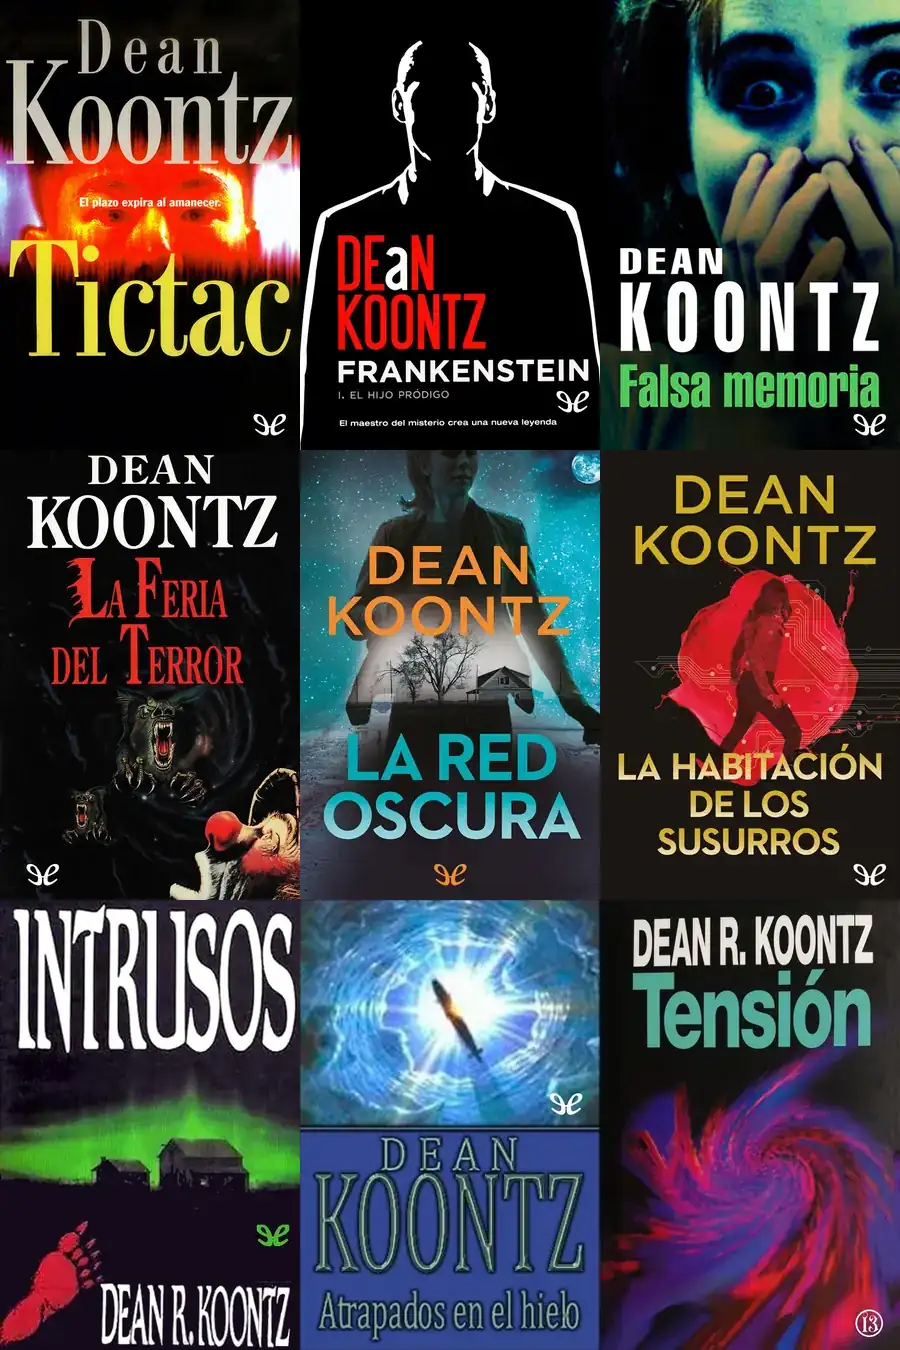 Dean
Koontz
El plazo expira al amanecer.
Tictac
DEaN
KOONTZ
FRANKENSTEIN
I. EL HIJO PRÓDIGO
El maestro del misterio crea una nueva leyenda
DEAN
KOONTZ
Falsa memoria
DEAN
KOONTZ
LA FERIA
DEL TERROR
DEAN
KOONTZ
LA RED
OSCURA
DEAN
KOONTZ
LA HABITACIÓN
DE LOS
SUSURROS
INTRUSOS
DEAN R. KOONTZ
DEAN
KOONTZ
Atrapados en el hielo
DEAN R. KOONTZ
Tensión
13